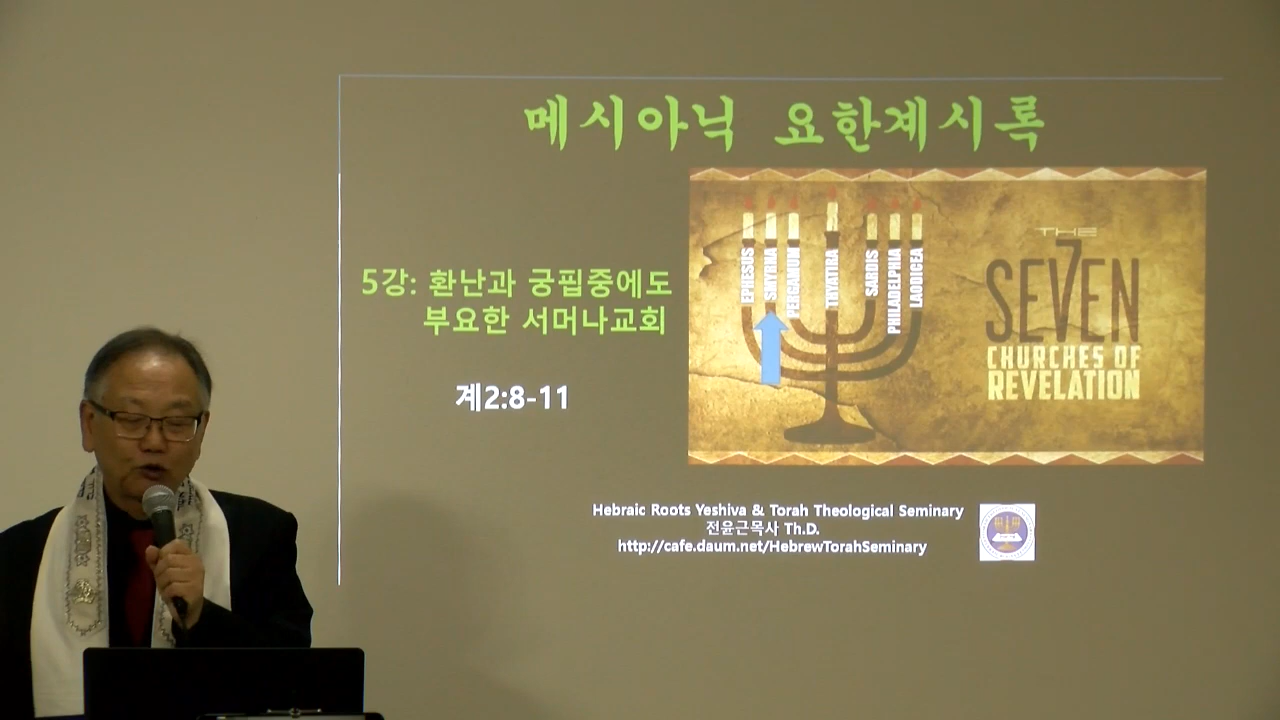 메시아닉 요한계시록
5강: 환난과 궁핍중에도
부요한 서머나교회
계2:8-11
EPHESUS
SMYRNA
PERGAMUM
THYATIRA
SARDIS
PHILADELPHIA
LAODICEA
THE
SEVEN
CHURCHES OF
REVELATION
Hebraic Roots Yeshiva & Torah Theological Seminary
전윤근목사 Th.D.
http://cafe.daum.net/HebrewTorahSeminary